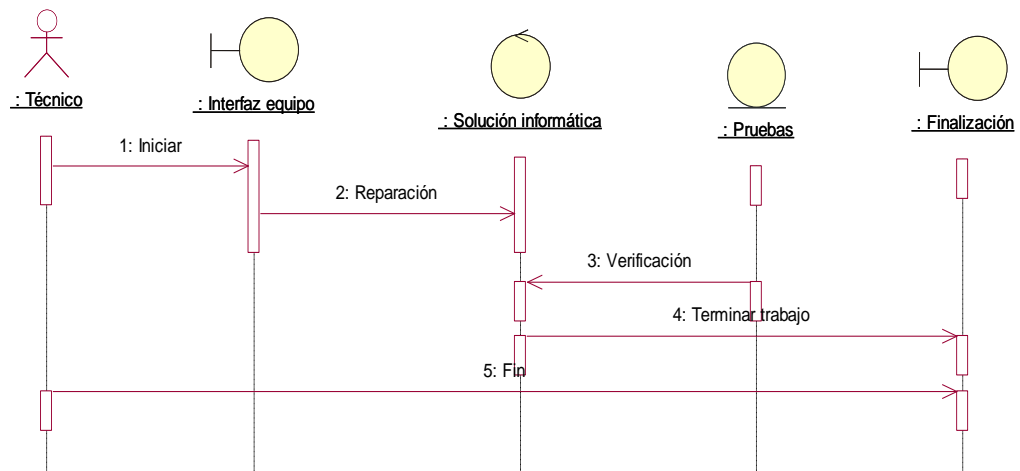 : Técnico
: Interfaz equipo
: Solución informática
: Pruebas
: Finalización
1: Iniciar
2: Reparación
3: Verificación
4: Terminar trabajo
5: Fin